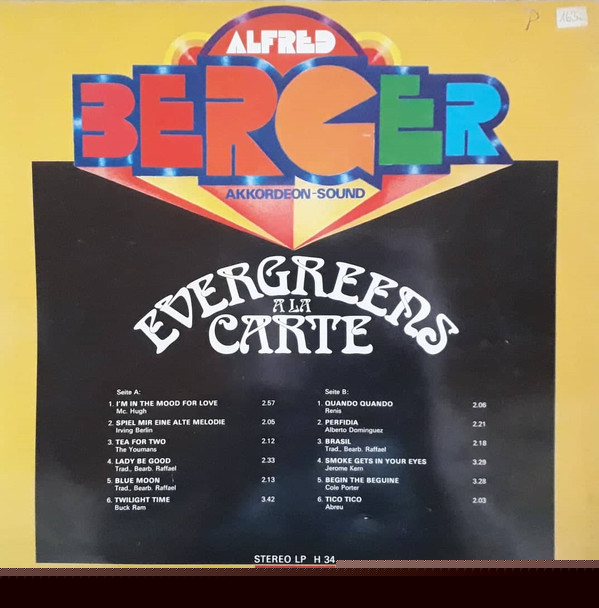 ALFRED
BERGER
AKKORDEON-SOUND
EVERGREENS
A LA
CARTE
Seite A:
1. I'M IN THE MOOD FOR LOVE 2.57
Mc. Hugh
2. SPIEL MIR EINE ALTE MELODIE 2.05
Irving Berlin
3. TEA FOR TWO 2.12
The Youmans
4. LADY BE GOOD 2.33
Trad., Bearb. Raffael
5. BLUE MOON 2.13
Trad., Bearb. Raffael
6. TWILIGHT TIME 3.42
Buck Ram
Seite B:
1. QUANDO QUANDO 2.06
Renis
2. PERFIDIA 2.21
Alberto Dominguez
3. BRASIL 2.18
Trad., Bearb. Raffael
4. SMOKE GETS IN YOUR EYES 3.29
Jerome Kern
5. BEGIN THE BEGUINE 3.28
Cole Porter
6. TICO TICO 2.03
Abreu
STEREO LP H 34